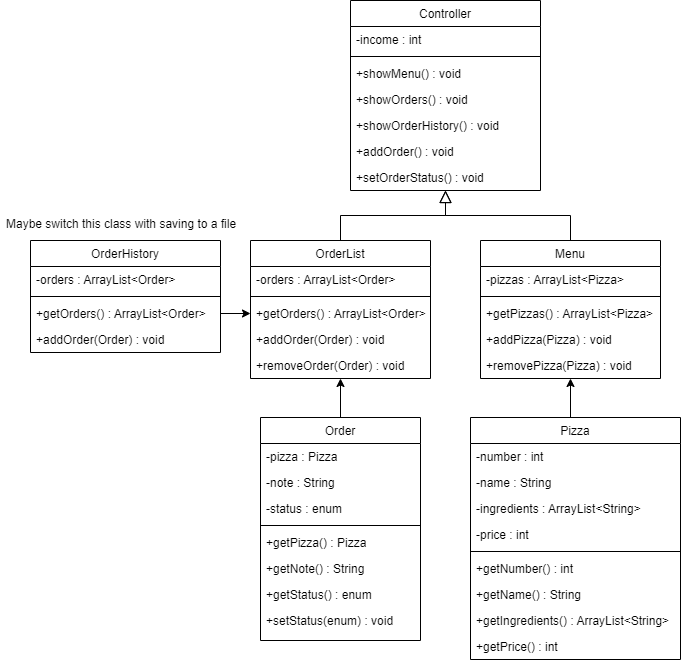 Controller
-income : int
+showMenu() : void
+showOrders() : void
+showOrderHistory() : void
+addOrder() : void
+setOrderStatus() : void
Maybe switch this class with saving to a file
OrderHistory
-orders : ArrayList<Order>
+getOrders() : ArrayList<Order>
+addOrder(Order) : void
OrderList
-orders : ArrayList<Order>
+getOrders() : ArrayList<Order>
+addOrder(Order) : void
+removeOrder(Order) : void
Menu
-pizzas : ArrayList<Pizza>
+getPizzas() : ArrayList<Pizza>
+addPizza(Pizza) : void
+removePizza(Pizza) : void
Order
-pizza : Pizza
-note : String
-status : enum
+getPizza() : Pizza
+getNote() : String
+getStatus() : enum
+setStatus(enum) : void
Pizza
-number : int
-name : String
-ingredients : ArrayList<String>
-price : int
+getNumber() : int
+getName() : String
+getIngredients() : ArrayList<String>
+getPrice() : int